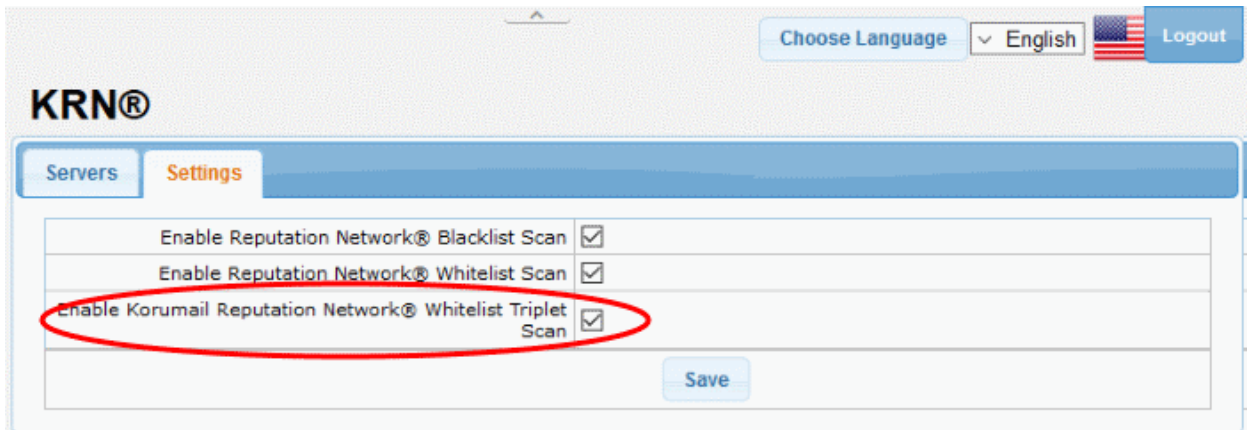 Choose Language
English
Logout
KRN®
Servers
Settings
Enable Reputation Network® Blacklist Scan
Enable Reputation Network® Whitelist Scan
Enable Korumail Reputation Network® Whitelist Triplet
Scan
Save